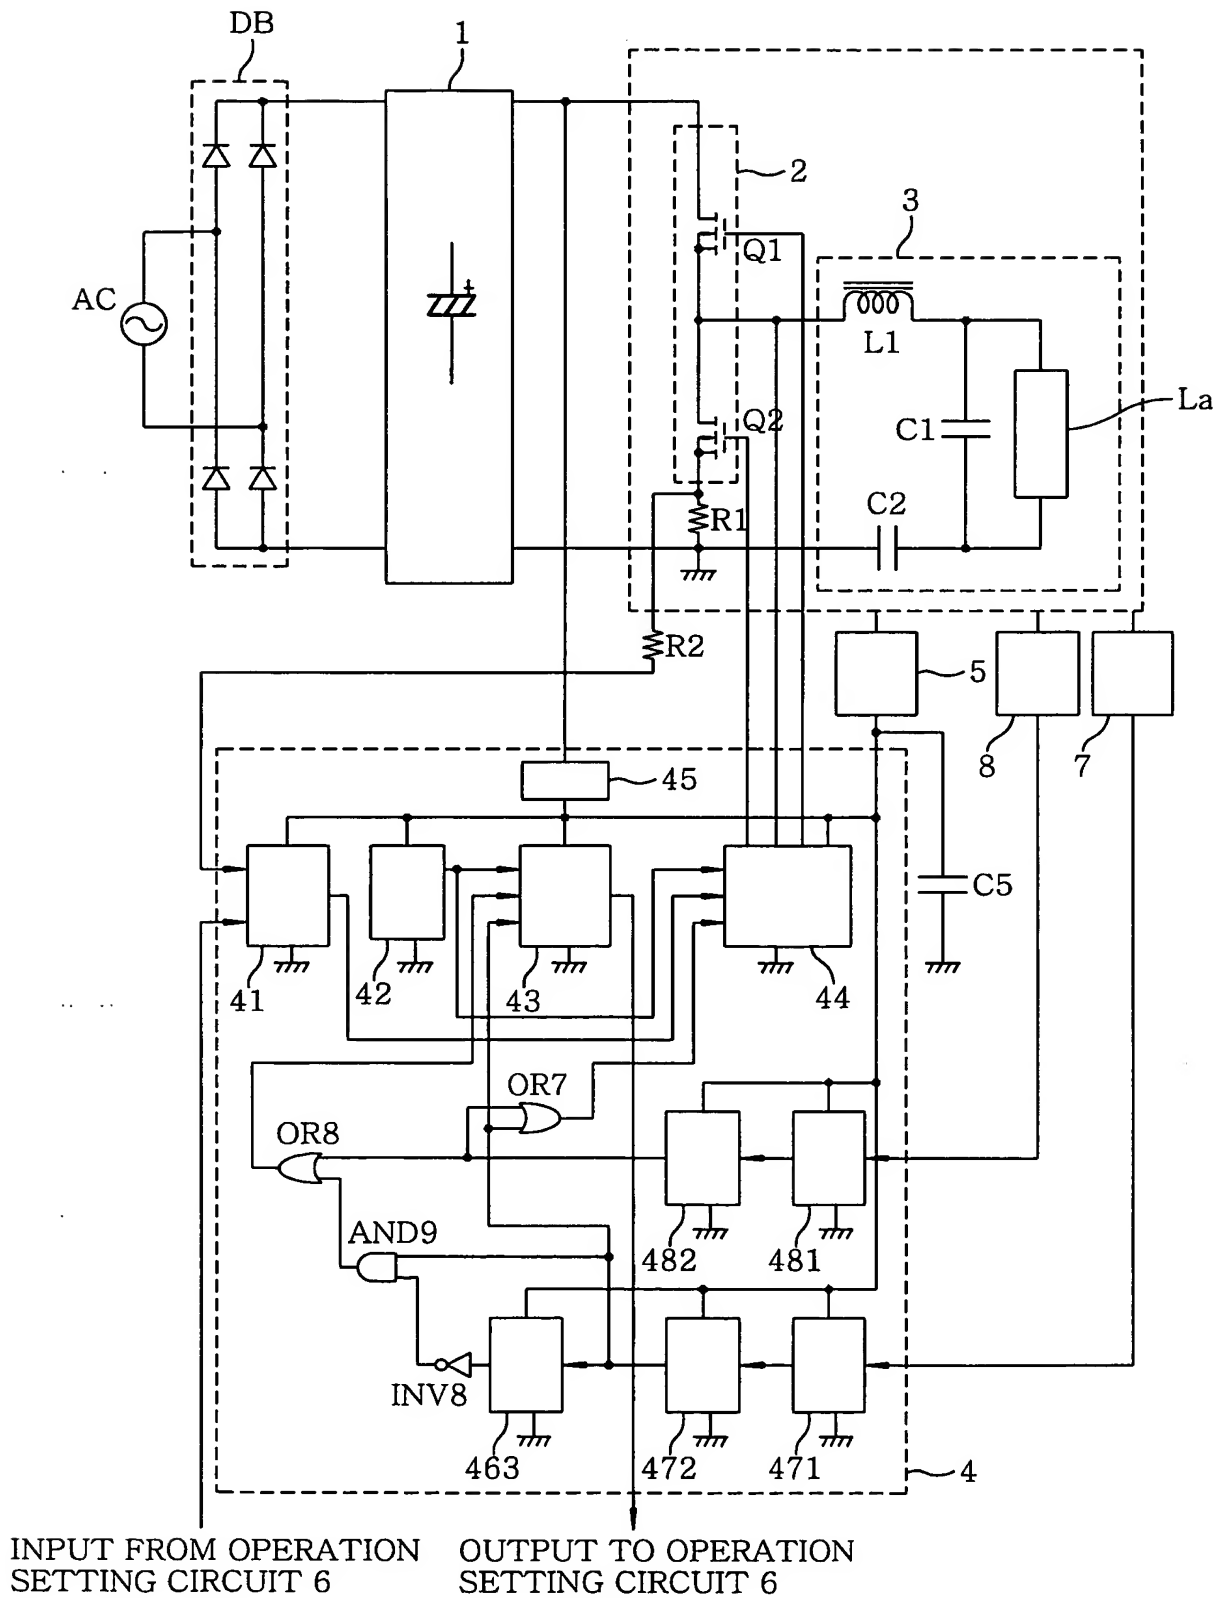 DB
1
2
3
Q1
AC
L1
La
Q2
C1
C2
R1
R2
5
8
7
45
C5
41
42
43
44
OR7
OR8
482
481
AND9
INV8
463
472
471
4
INPUT FROM OPERATION
SETTING CIRCUIT 6
OUTPUT TO OPERATION
SETTING CIRCUIT 6